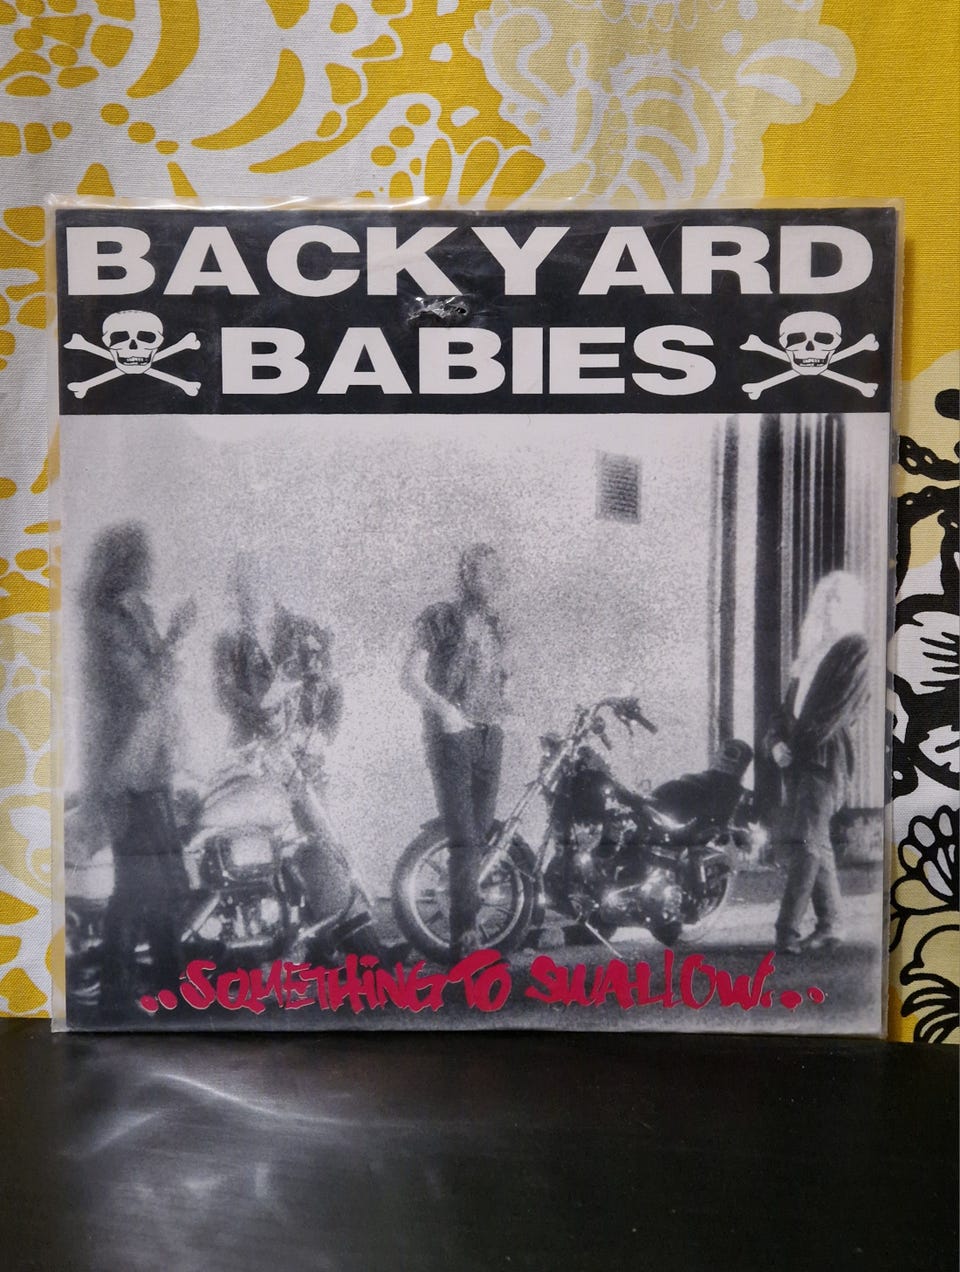 BACKYARD
BABIES
..SOMETHING TO SWALLOW...